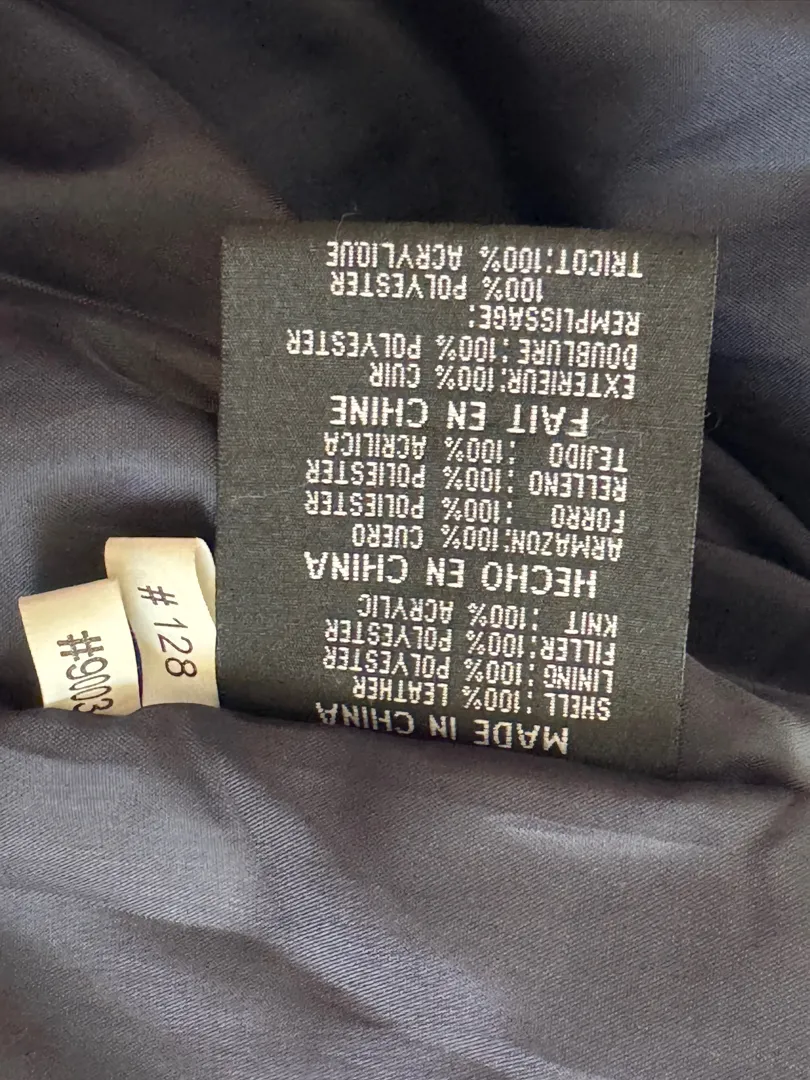 MADE IN CHINA
SHELL:100% LEATHER
LINING:100% POLYESTER
FILLER:100% POLYESTER
KNIT :100% ACRYLIC
HECHO EN CHINA
ARMAZON:100% CUERO
FORRO :100% POLIESTER
RELLENO :100% POLIESTER
TEJIDO :100% ACRILICA
FAIT EN CHINE
EXTERIEUR:100% CUIR
DOUBLURE:100% POLYESTER
REMPLISSAGE:
100% POLYESTER
TRICOT:100% ACRYLIQUE
#128
#9003